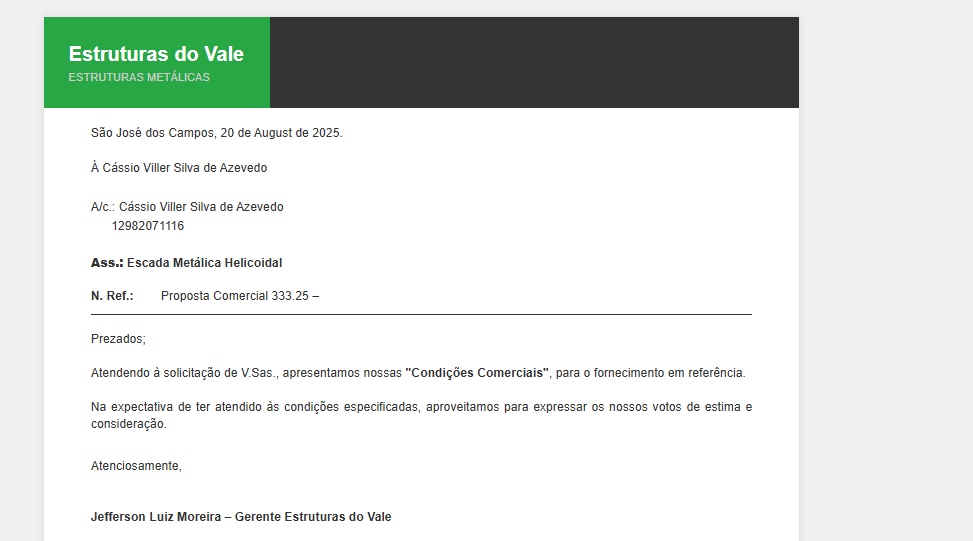 Estruturas do Vale
ESTRUTURAS METÁLICAS
São José dos Campos, 20 de August de 2025.
À Cássio Viller Silva de Azevedo
A/c.: Cássio Viller Silva de Azevedo
12982071116
Ass.: Escada Metálica Helicoidal
N. Ref.: Proposta Comercial 333.25 –
Prezados;
Atendendo à solicitação de V.Sas., apresentamos nossas "Condições Comerciais", para o fornecimento em referência.
Na expectativa de ter atendido às condições especificadas, aproveitamos para expressar os nossos votos de estima e
consideração.
Atenciosamente,
Jefferson Luiz Moreira – Gerente Estruturas do Vale